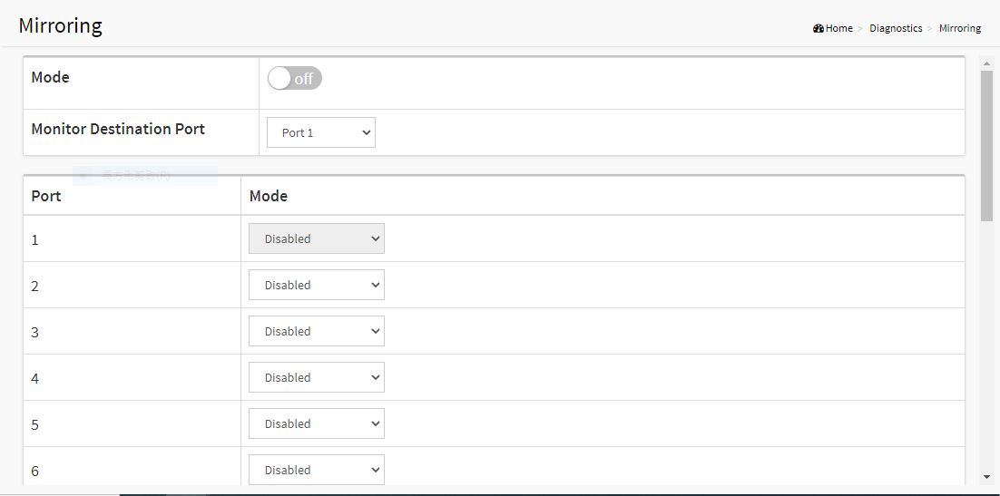 Mirroring
Home > Diagnostics > Mirroring
Mode off
Monitor Destination Port Port 1
Port Mode
1 Disabled
2 Disabled
3 Disabled
4 Disabled
5 Disabled
6 Disabled